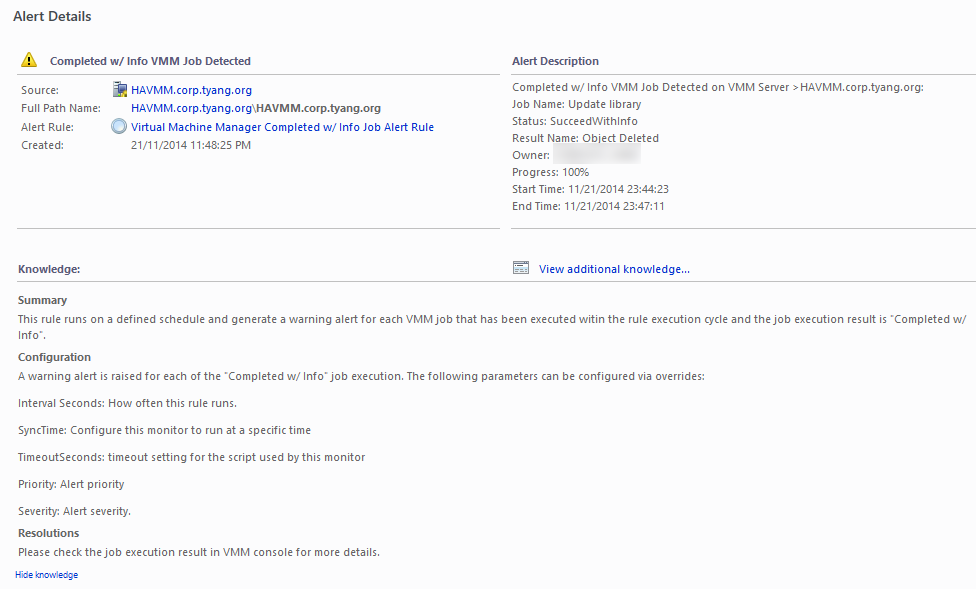 Alert Details
Completed w/ Info VMM Job Detected
Source: HAVMM.corp.tyang.org
Full Path Name: HAVMM.corp.tyang.org\HAVMM.corp.tyang.org
Alert Rule: Virtual Machine Manager Completed w/ Info Job Alert Rule
Created: 21/11/2014 11:48:25 PM
Alert Description
Completed w/ Info VMM Job Detected on VMM Server >HAVMM.corp.tyang.org:
Job Name: Update library
Status: SucceedWithInfo
Result Name: Object Deleted
Owner:
Progress: 100%
Start Time: 11/21/2014 23:44:23
End Time: 11/21/2014 23:47:11
Knowledge:
View additional knowledge...
Summary
This rule runs on a defined schedule and generate a warning alert for each VMM job that has been executed witin the rule execution cycle and the job execution result is "Completed w/
Info".
Configuration
A warning alert is raised for each of the "Completed w/ Info" job execution. The following parameters can be configured via overrides:
Interval Seconds: How often this rule runs.
SyncTime: Configure this monitor to run at a specific time
TimeoutSeconds: timeout setting for the script used by this monitor
Priority: Alert priority
Severity: Alert severity.
Resolutions
Please check the job execution result in VMM console for more details.
Hide knowledge